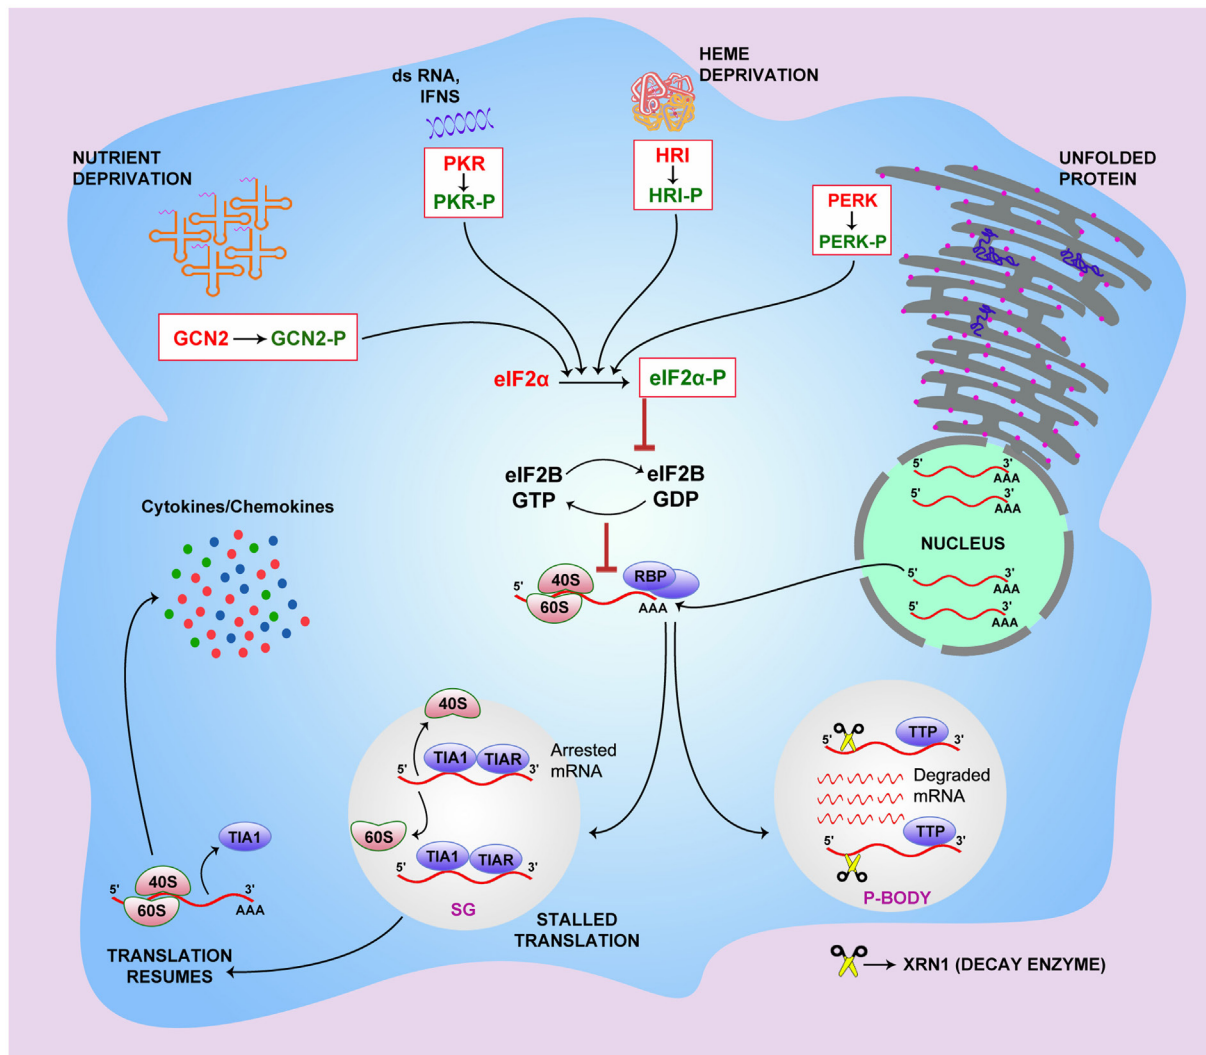 HEME
DEPRIVATION
ds RNA,
IFNS
NUTRIENT
DEPRIVATION
UNFOLDED
PROTEIN
PKR
PKR-P
HRI
HRI-P
PERK
PERK-P
GCN2
GCN2-P
eIF2α
eIF2α-P
eIF2B
GTP
eIF2B
GDP
5'
3'
AAA
AAA
NUCLEUS
5'
3'
AAA
5'
AAA
Cytokines/Chemokines
40S
RBP
5'
60S
AAA
40S
TIA1
TIAR
Arrested
mRNA
5'
3'
60S
TIA1
TIAR
5'
3'
SG
STALLED
TRANSLATION
TTP
5'
3'
Degraded
mRNA
TTP
5'
3'
P-BODY
TIA1
40S
5'
3'
60S
AAA
TRANSLATION
RESUMES
XRN1 (DECAY ENZYME)